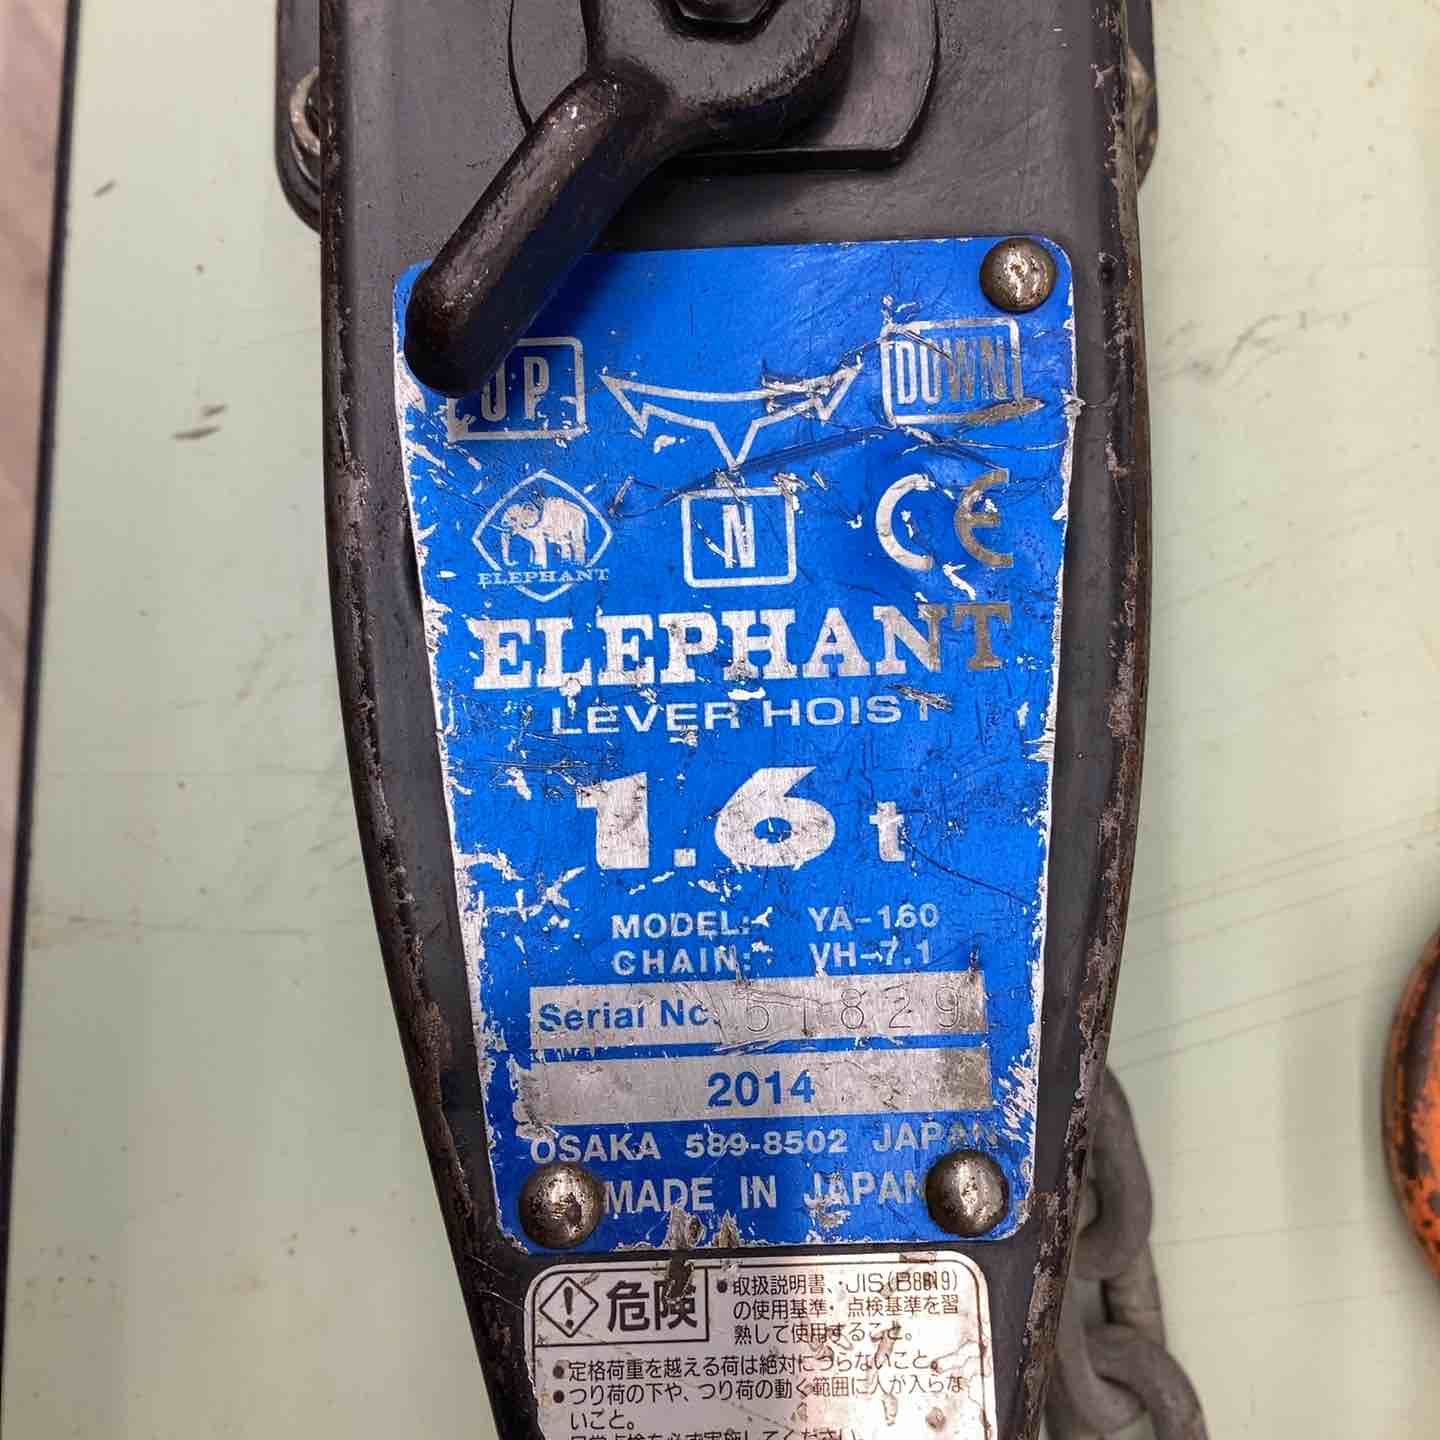 UP DOWN
N CE
ELEPHANT
ELEPHANT
LEVER HOIST
1.6 t
MODEL: YA-160
CHAIN: VH-7.1
Serial No. 51829
2014
OSAKA 589-8502 JAPAN
MADE IN JAPAN
危険
●取扱説明書、JIS(B8819)
の使用基準・点検基準を習
熟して使用すること。
●定格荷重を越える荷は絶対につらないこと。
●つり荷の下や、つり荷の動く範囲に人が入らな
いこと。